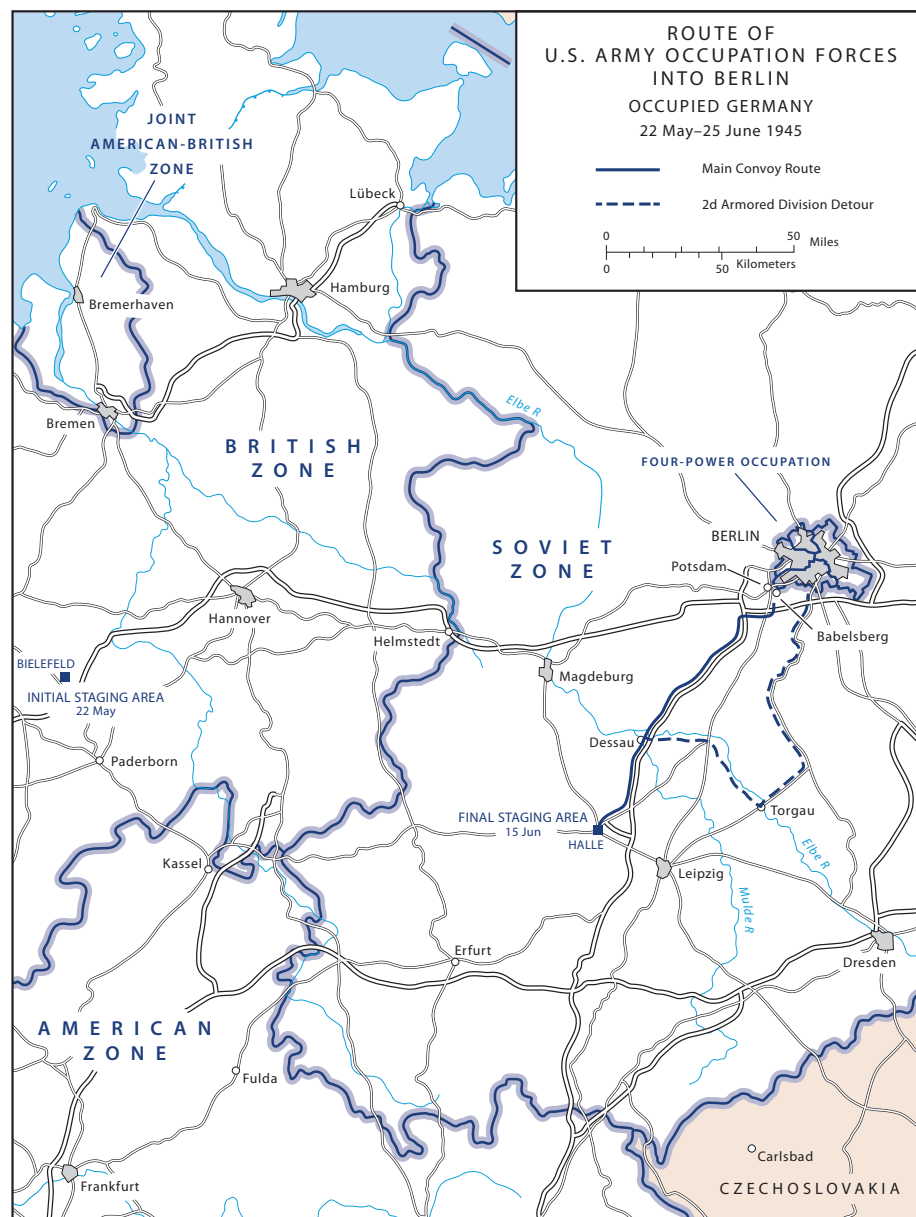 ROUTE OF
U.S. ARMY OCCUPATION FORCES
INTO BERLIN
OCCUPIED GERMANY
22 May–25 June 1945
Main Convoy Route
2d Armored Division Detour
0 50 Miles
0 50 Kilometers
JOINT
AMERICAN-BRITISH
ZONE
Lübeck
Hamburg
Bremerhaven
Bremen
Elbe R
BRITISH
ZONE
FOUR-POWER OCCUPATION
SOVIET
ZONE
BERLIN
Potsdam
Babelsberg
Hannover
Helmstedt
BIELEFELD
INITIAL STAGING AREA
22 May
Magdeburg
Paderborn
Dessau
FINAL STAGING AREA
15 Jun
HALLE
Torgau
Elbe R
Kassel
Leipzig
Mulde R
Erfurt
Dresden
AMERICAN
ZONE
Fulda
Carlsbad
Frankfurt
CZECHOSLOVAKIA